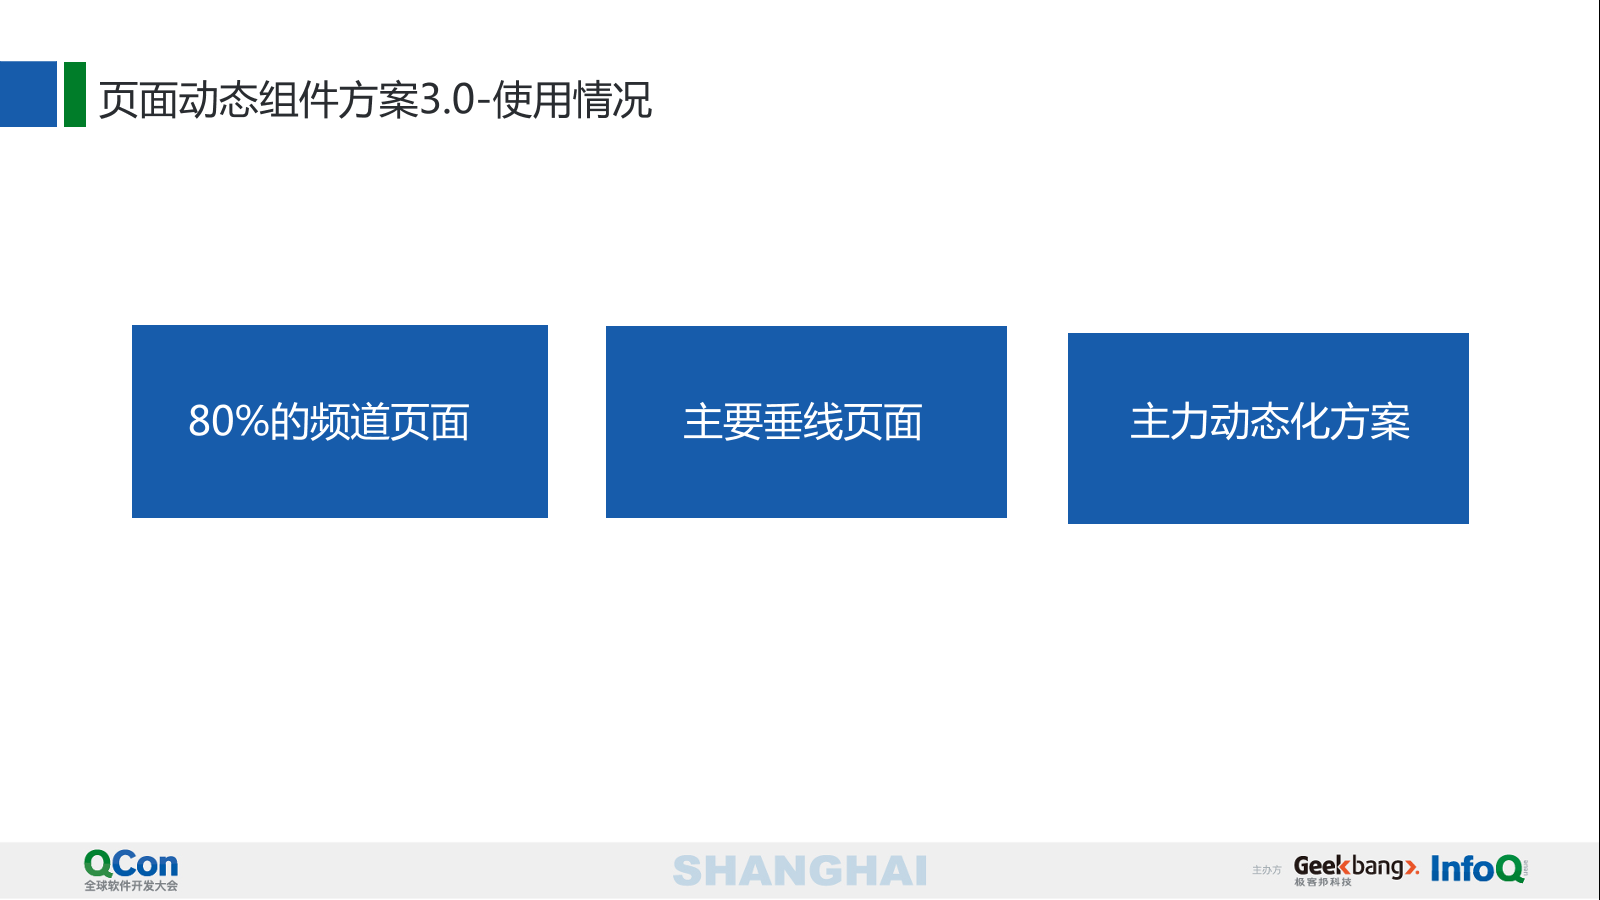 页面动态组件方案3.0-使用情况
80%的频道页面
主要垂线页面
主力动态化方案
QCon
全球软件开发大会
SHANGHAI
主办方
Geekbang>.
极客邦科技
InfoQ